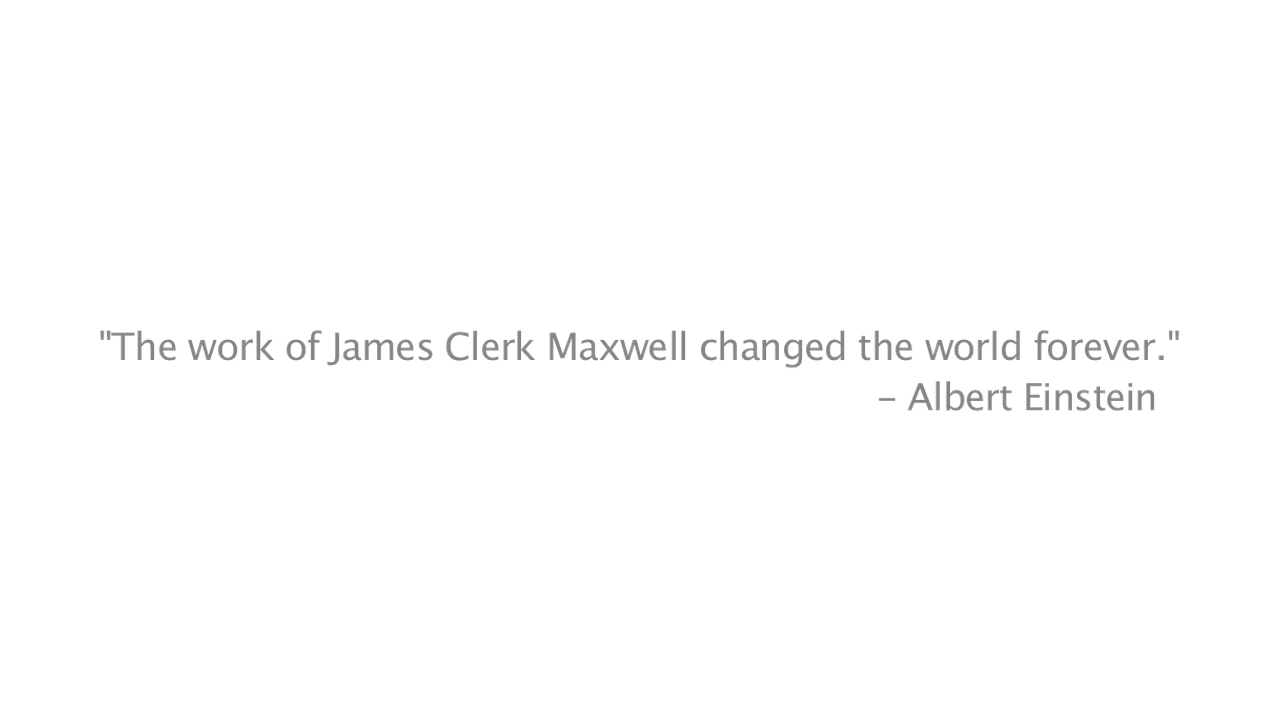 "The work of James Clerk Maxwell changed the world forever."
– Albert Einstein